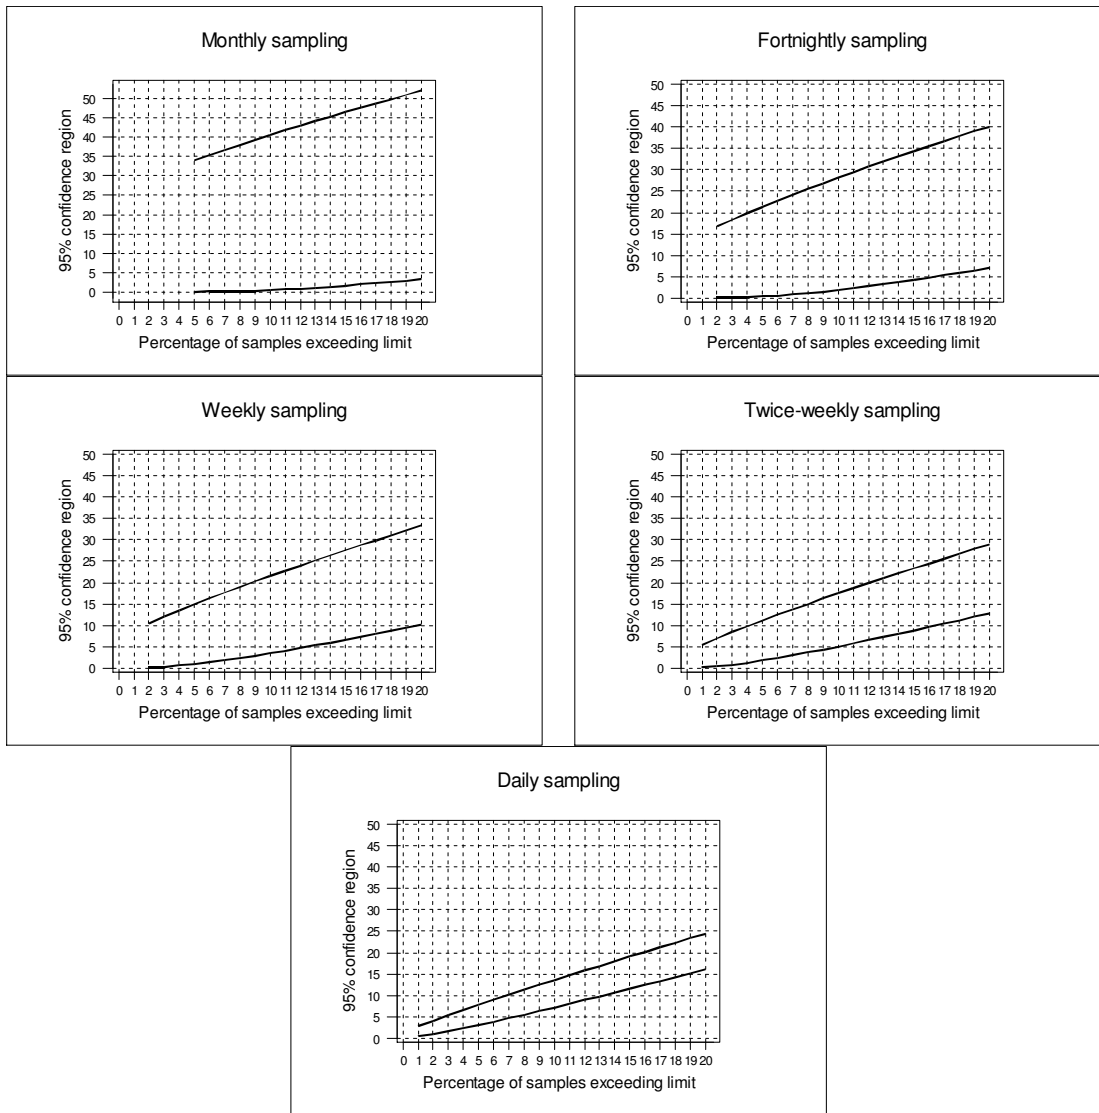 Monthly sampling
95% confidence region
50
45
40
35
30
25
20
15
10
5
0
0 1 2 3 4 5 6 7 8 9 10 11 12 13 14 15 16 17 18 19 20
Percentage of samples exceeding limit
Fortnightly sampling
95% confidence region
50
45
40
35
30
25
20
15
10
5
0
0 1 2 3 4 5 6 7 8 9 10 11 12 13 14 15 16 17 18 19 20
Percentage of samples exceeding limit
Weekly sampling
95% confidence region
50
45
40
35
30
25
20
15
10
5
0
0 1 2 3 4 5 6 7 8 9 10 11 12 13 14 15 16 17 18 19 20
Percentage of samples exceeding limit
Twice-weekly sampling
95% confidence region
50
45
40
35
30
25
20
15
10
5
0
0 1 2 3 4 5 6 7 8 9 10 11 12 13 14 15 16 17 18 19 20
Percentage of samples exceeding limit
Daily sampling
95% confidence region
50
45
40
35
30
25
20
15
10
5
0
0 1 2 3 4 5 6 7 8 9 10 11 12 13 14 15 16 17 18 19 20
Percentage of samples exceeding limit